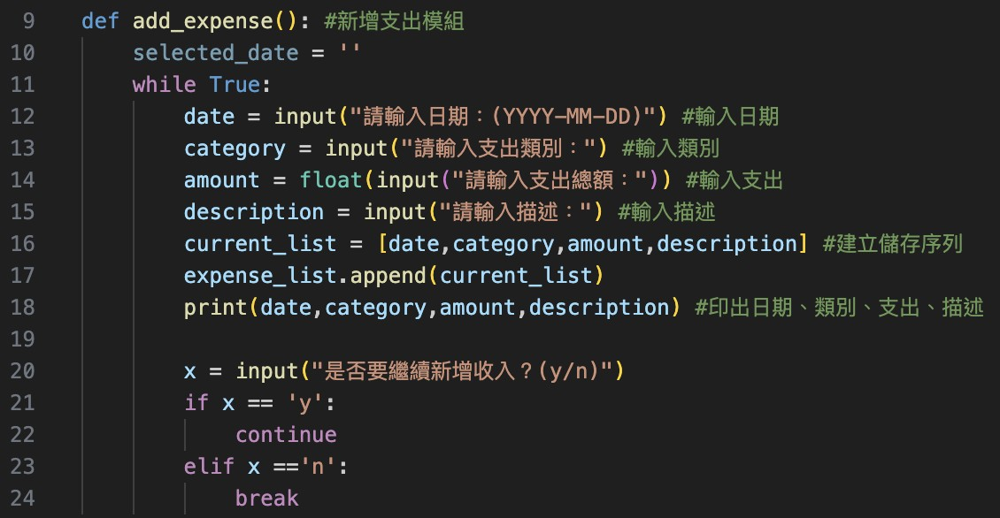 9 def add_expense(): #新增支出模組
10 selected_date = ''
11 while True:
12 date = input("請輸入日期：(YYYY-MM-DD)") #輸入日期
13 category = input("請輸入支出類別：") #輸入類別
14 amount = float(input("請輸入支出總額：")) #輸入支出
15 description = input("請輸入描述：") #輸入描述
16 current_list = [date,category,amount,description] #建立儲存序列
17 expense_list.append(current_list)
18 print(date,category,amount,description) #印出日期、類別、支出、描述
19
20 x = input("是否要繼續新增收入？(y/n)")
21 if x == 'y':
22 continue
23 elif x =='n':
24 break